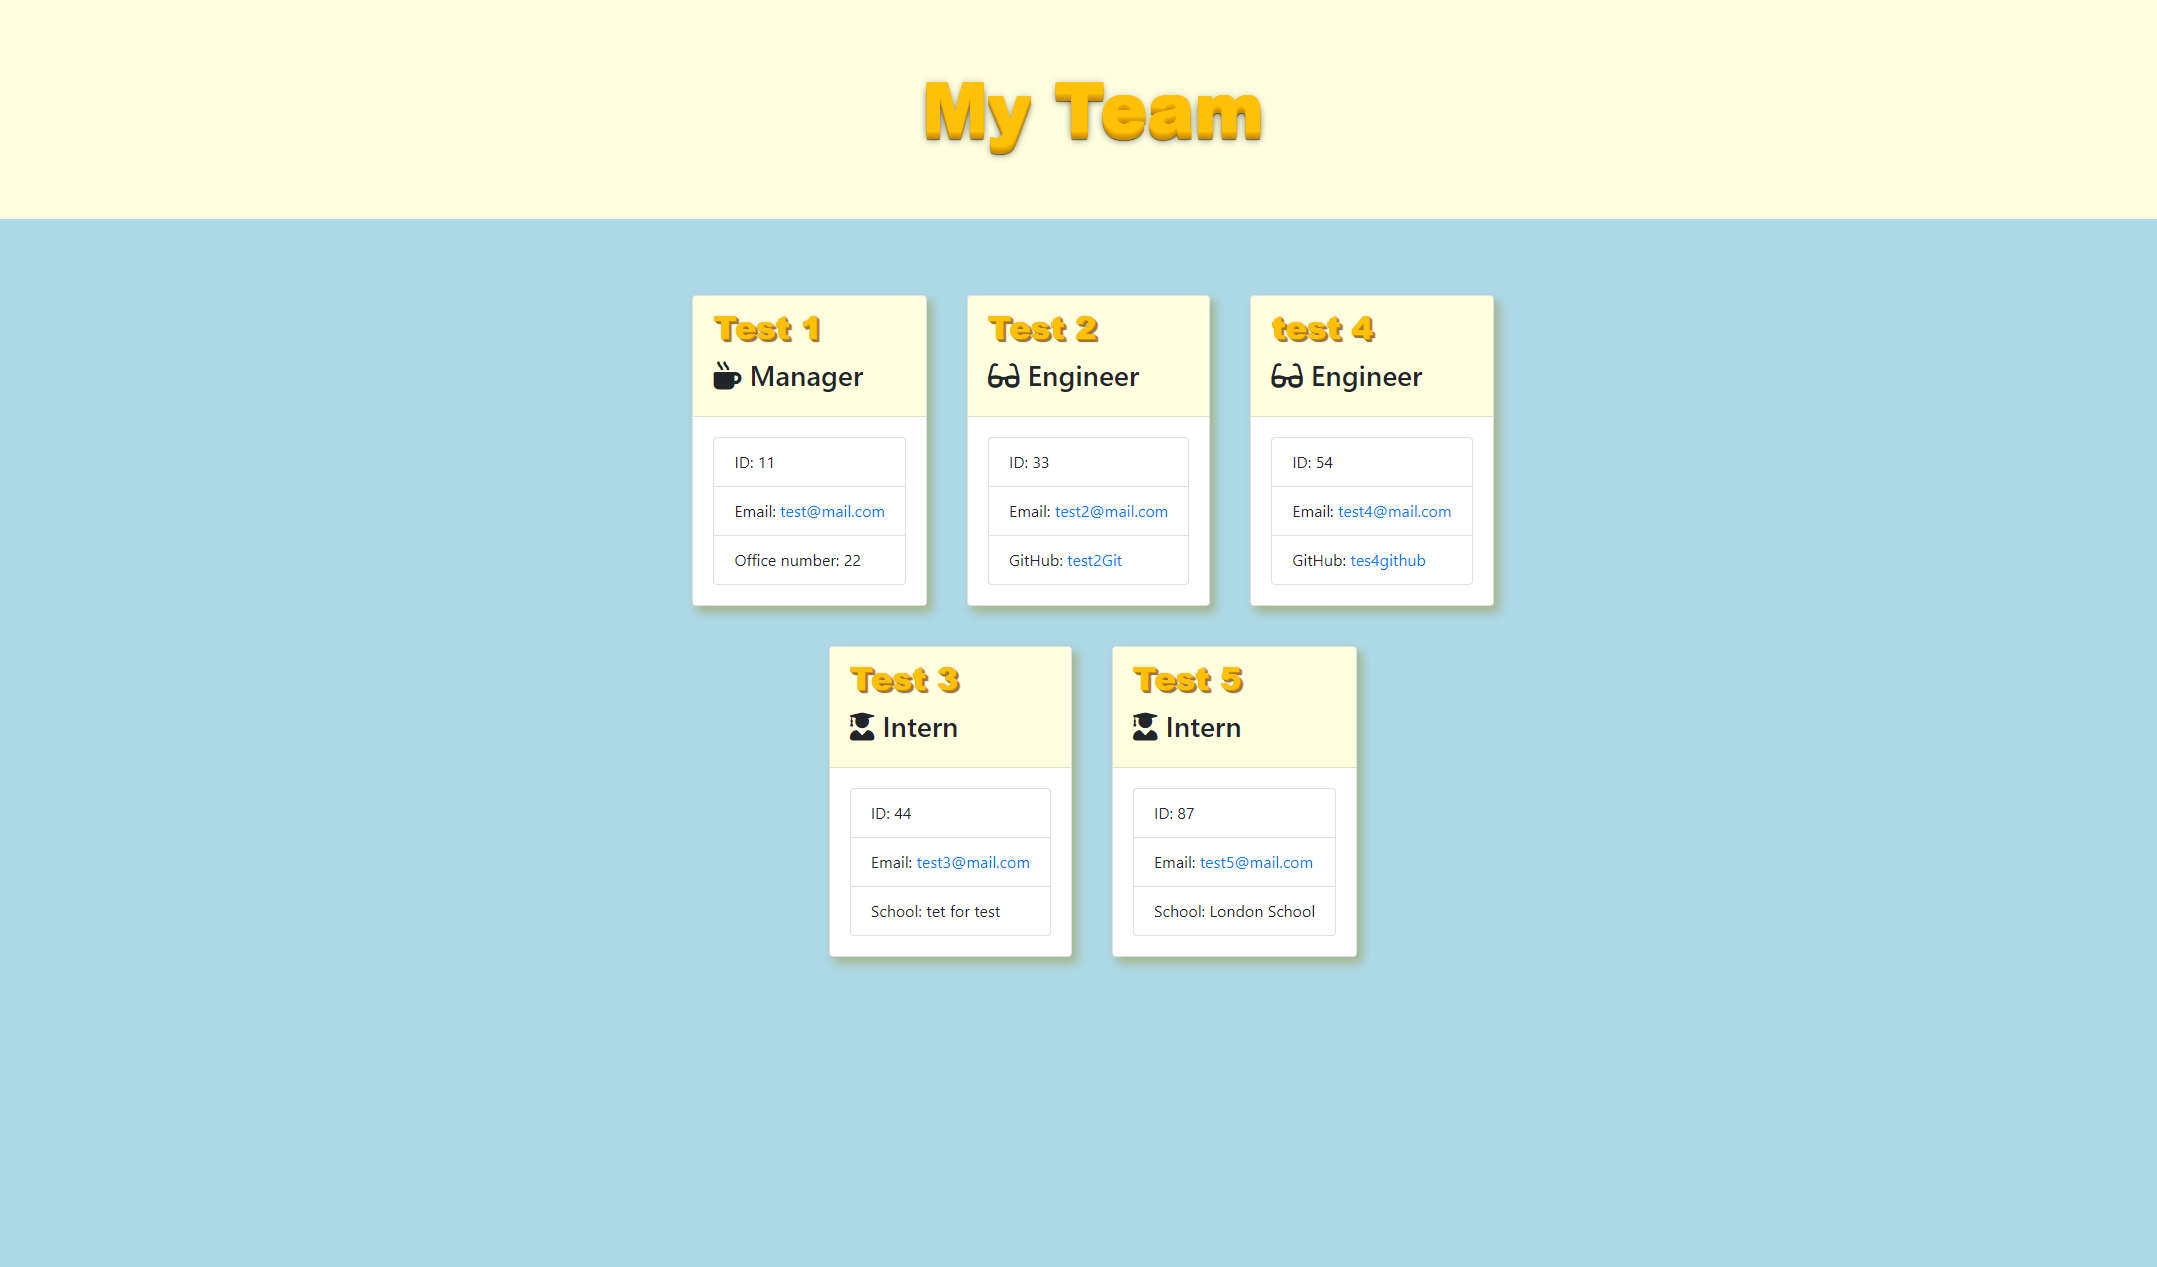 My Team
Test 1
Manager
ID: 11
Email: test@mail.com
Office number: 22
Test 2
Engineer
ID: 33
Email: test2@mail.com
GitHub: test2Git
test 4
Engineer
ID: 54
Email: test4@mail.com
GitHub: tes4github
Test 3
Intern
ID: 44
Email: test3@mail.com
School: tet for test
Test 5
Intern
ID: 87
Email: test5@mail.com
School: London School